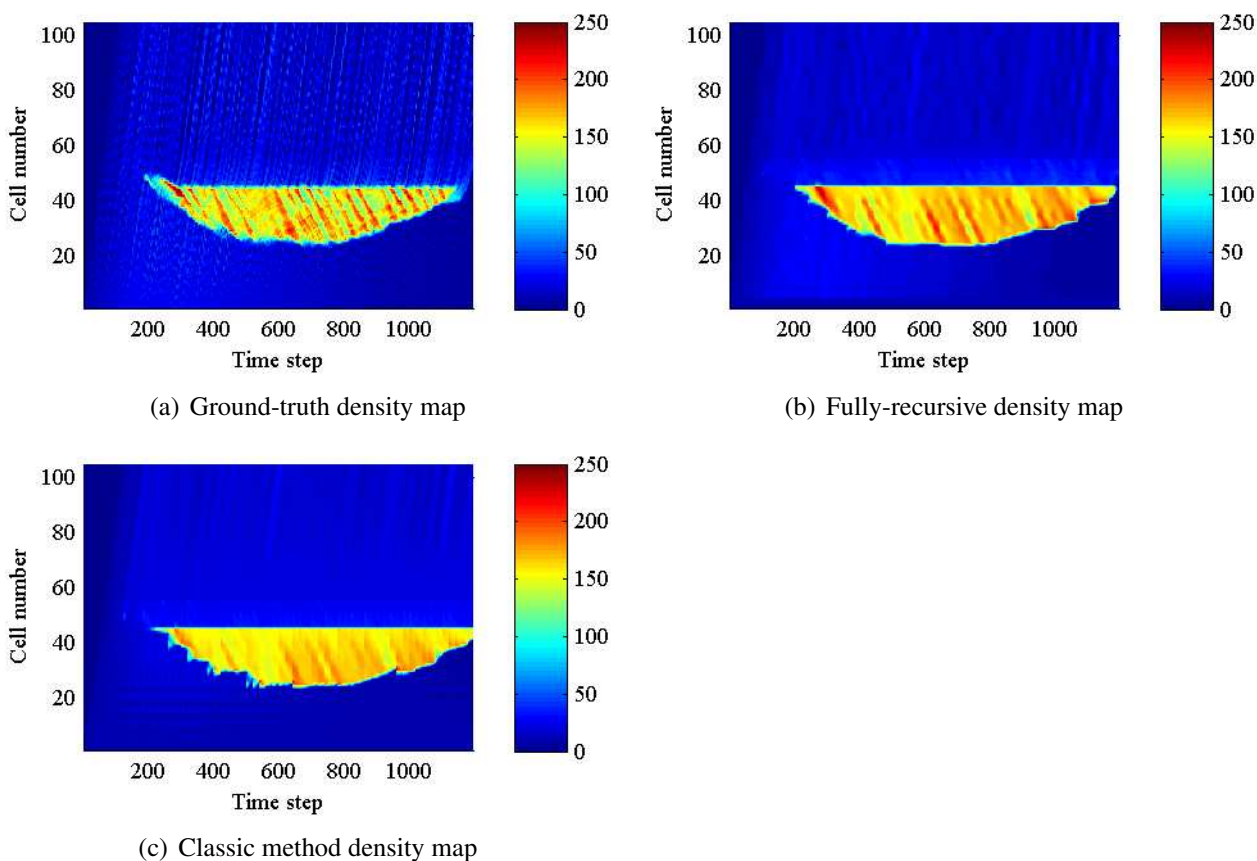 100
80
60
40
20
Cell number
200 400 600 800 1000
Time step
250
200
150
100
50
0
(a) Ground-truth density map
100
80
60
40
20
Cell number
200 400 600 800 1000
Time step
250
200
150
100
50
0
(b) Fully-recursive density map
100
80
60
40
20
Cell number
200 400 600 800 1000
Time step
250
200
150
100
50
0
(c) Classic method density map